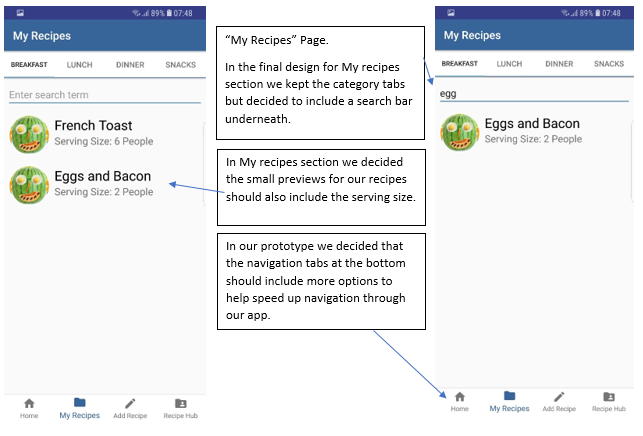 89% 07:48
My Recipes
BREAKFAST LUNCH DINNER SNACKS
Enter search term
French Toast
Serving Size: 6 People
Eggs and Bacon
Serving Size: 2 People
Home My Recipes Add Recipe Recipe Hub
“My Recipes” Page.
In the final design for My recipes
section we kept the category tabs
but decided to include a search bar
underneath.
In My recipes section we decided
the small previews for our recipes
should also include the serving size.
In our prototype we decided that
the navigation tabs at the bottom
should include more options to
help speed up navigation through
our app.
89% 07:48
My Recipes
BREAKFAST LUNCH DINNER SNACKS
egg
Eggs and Bacon
Serving Size: 2 People
Home My Recipes Add Recipe Recipe Hub